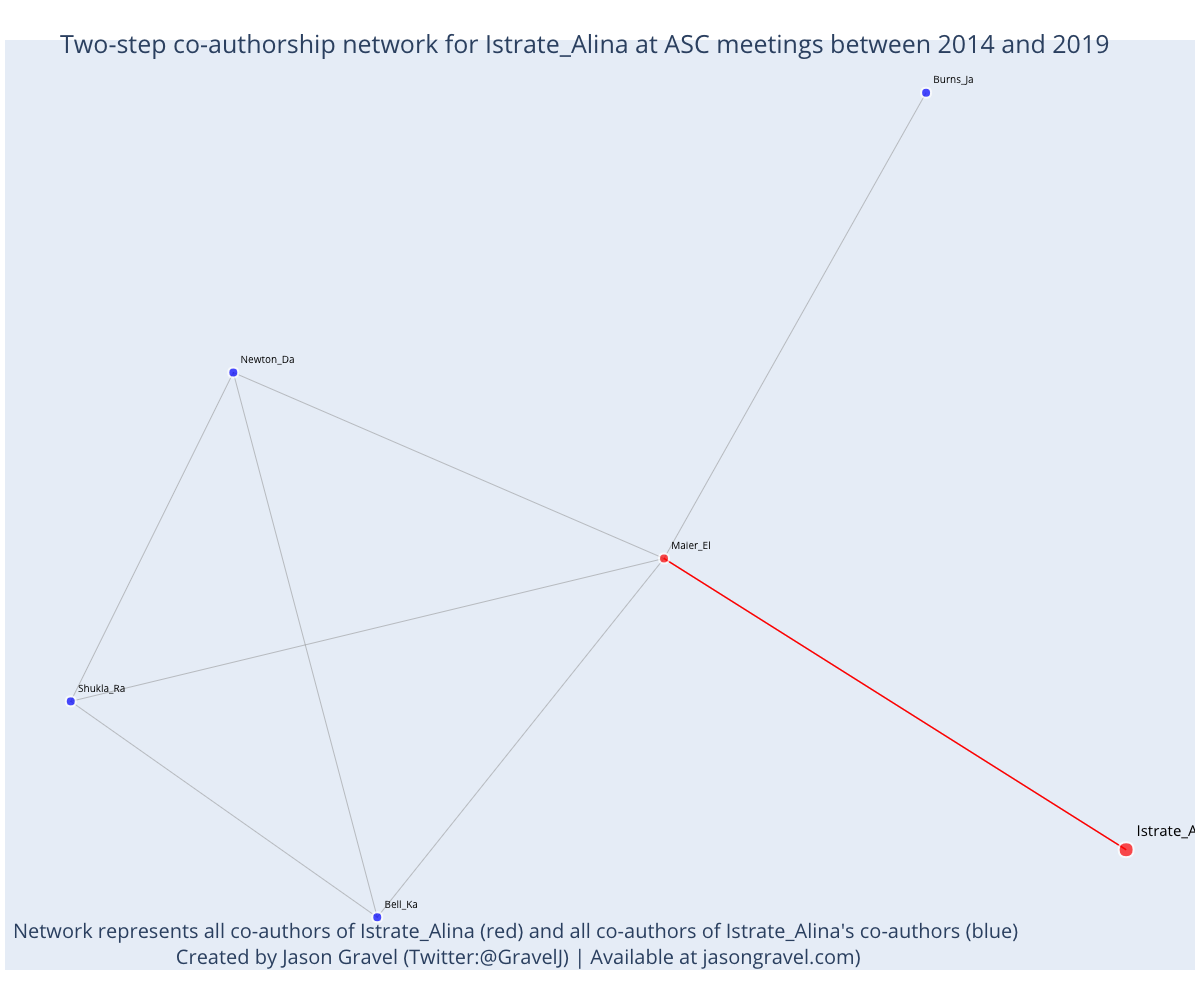 Two-step co-authorship network for Istrate_Alina at ASC meetings between 2014 and 2019
Burns_Ja
Newton_Da
Maier_El
Shukla_Ra
Istrate_A
Bell_Ka
Network represents all co-authors of Istrate_Alina (red) and all co-authors of Istrate_Alina's co-authors (blue)
Created by Jason Gravel (Twitter:@GravelJ) | Available at jasongravel.com)